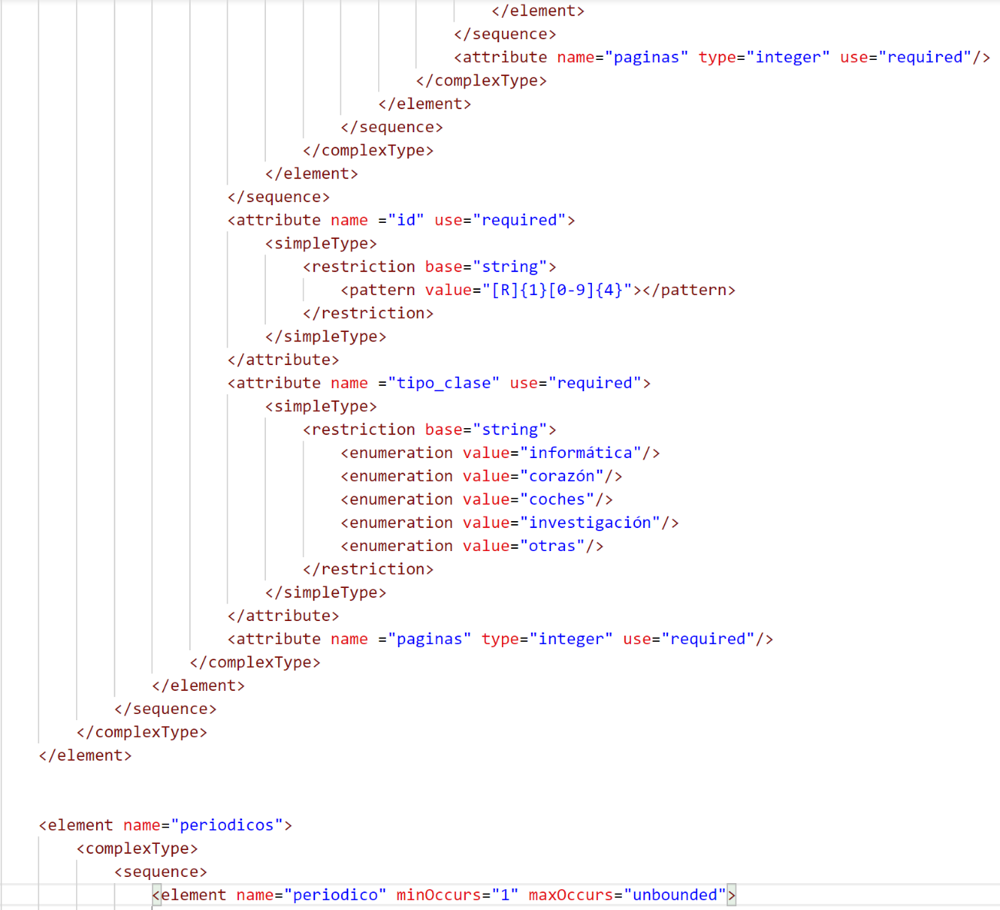 </element>
</sequence>
<attribute name="paginas" type="integer" use="required"/>
</complexType>
</element>
</sequence>
</complexType>
</element>
</sequence>
<attribute name ="id" use="required">
<simpleType>
<restriction base="string">
<pattern value="[R]{1}[0-9]{4}"></pattern>
</restriction>
</simpleType>
</attribute>
<attribute name ="tipo_clase" use="required">
<simpleType>
<restriction base="string">
<enumeration value="informática"/>
<enumeration value="corazón"/>
<enumeration value="coches"/>
<enumeration value="investigación"/>
<enumeration value="otras"/>
</restriction>
</simpleType>
</attribute>
<attribute name ="paginas" type="integer" use="required"/>
</complexType>
</element>
</sequence>
</complexType>
</element>
<element name="periodicos">
<complexType>
<sequence>
<element name="periodico" minOccurs="1" maxOccurs="unbounded">